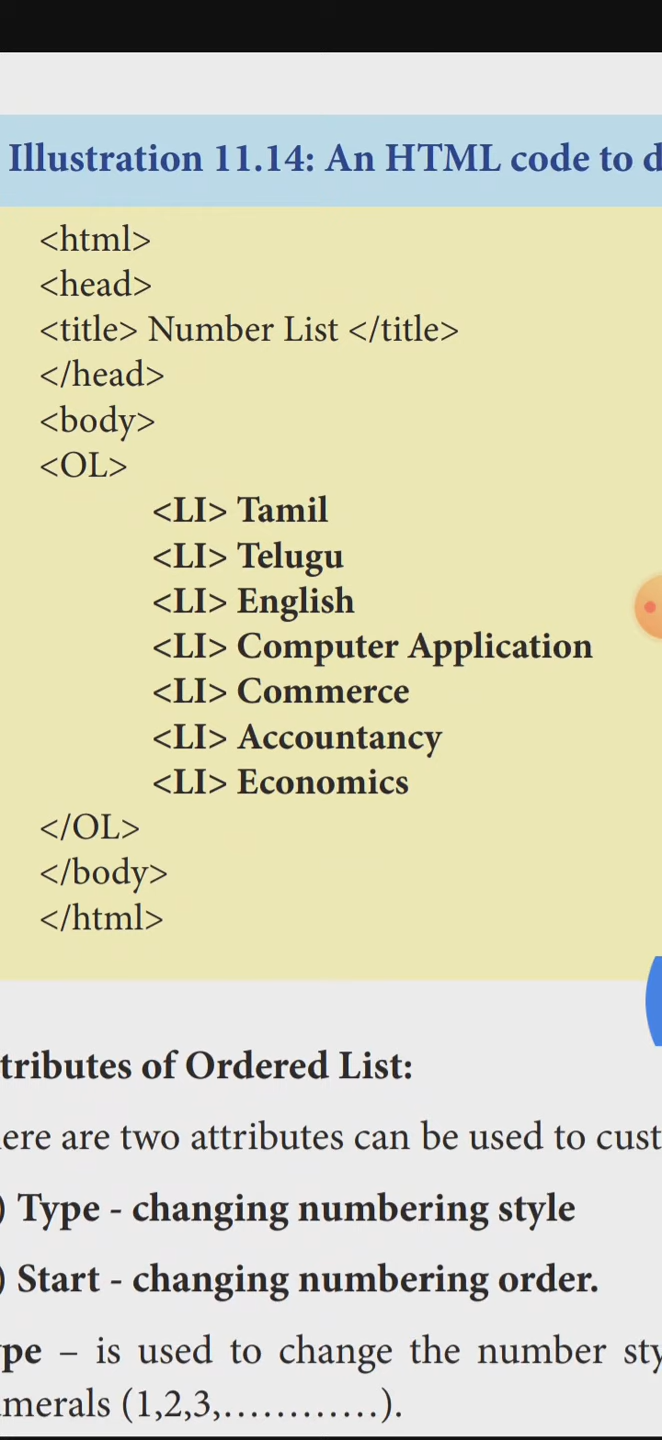 Illustration 11.14: An HTML code to d
<html>
<head>
<title> Number List </title>
</head>
<body>
<OL>
<LI> Tamil
<LI> Telugu
<LI> English
<LI> Computer Application
<LI> Commerce
<LI> Accountancy
<LI> Economics
</OL>
</body>
</html>
tributes of Ordered List:
ere are two attributes can be used to cust
) Type - changing numbering style
) Start - changing numbering order.
pe – is used to change the number sty
merals (1,2,3,............).